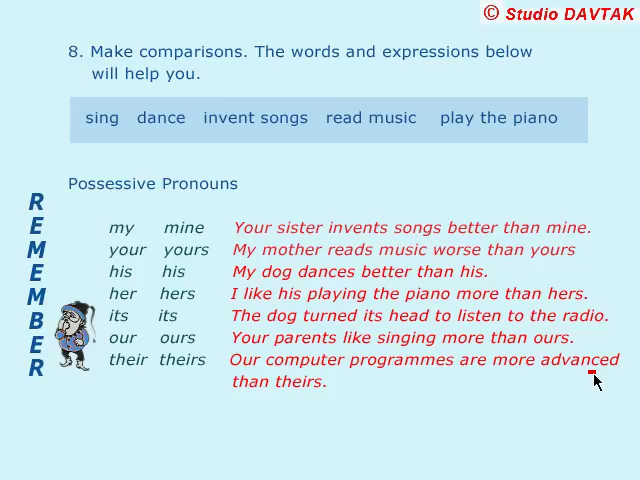 © Studio DAVTAK
8. Make comparisons. The words and expressions below
will help you.
sing dance invent songs read music play the piano
Possessive Pronouns
REMEMBER
my mine Your sister invents songs better than mine.
your yours My mother reads music worse than yours
his his My dog dances better than his.
her hers I like his playing the piano more than hers.
its its The dog turned its head to listen to the radio.
our ours Your parents like singing more than ours.
their theirs Our computer programmes are more advanced
than theirs.